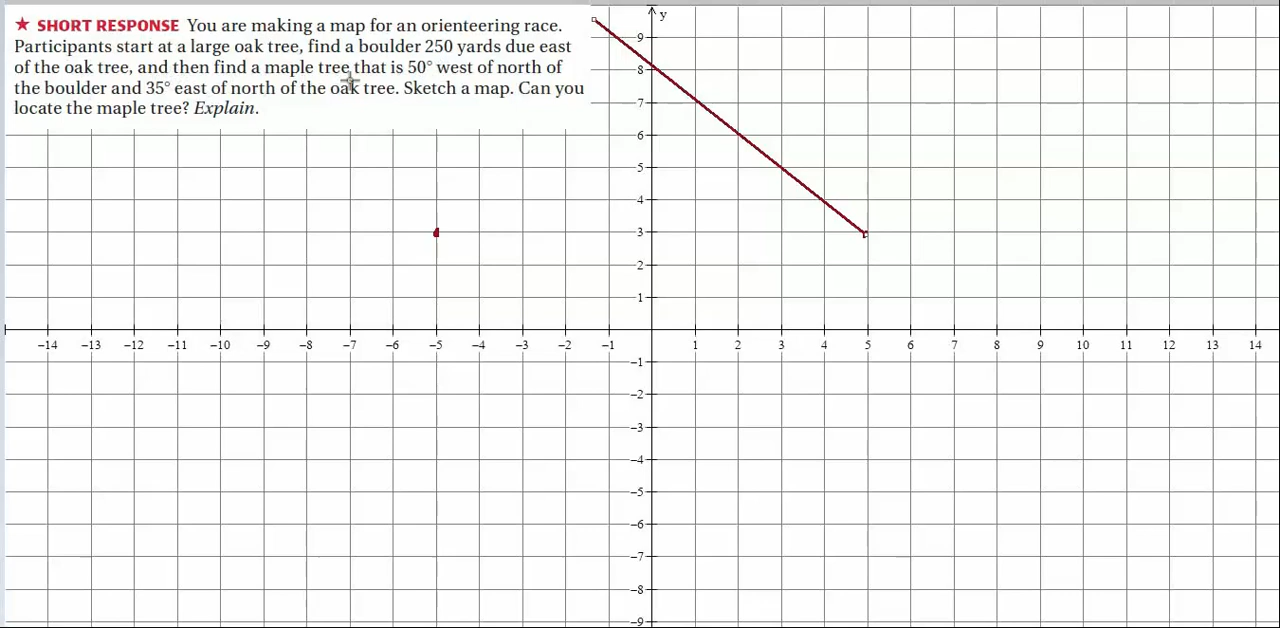 ★ SHORT RESPONSE You are making a map for an orienteering race.
Participants start at a large oak tree, find a boulder 250 yards due east
of the oak tree, and then find a maple tree that is 50° west of north of
the boulder and 35° east of north of the oak tree. Sketch a map. Can you
locate the maple tree? Explain.
y
9
8
7
6
5
4
3
2
1
-14 -13 -12 -11 -10 -9 -8 -7 -6 -5 -4 -3 -2 -1 1 2 3 4 5 6 7 8 9 10 11 12 13 14
-1
-2
-3
-4
-5
-6
-7
-8
-9